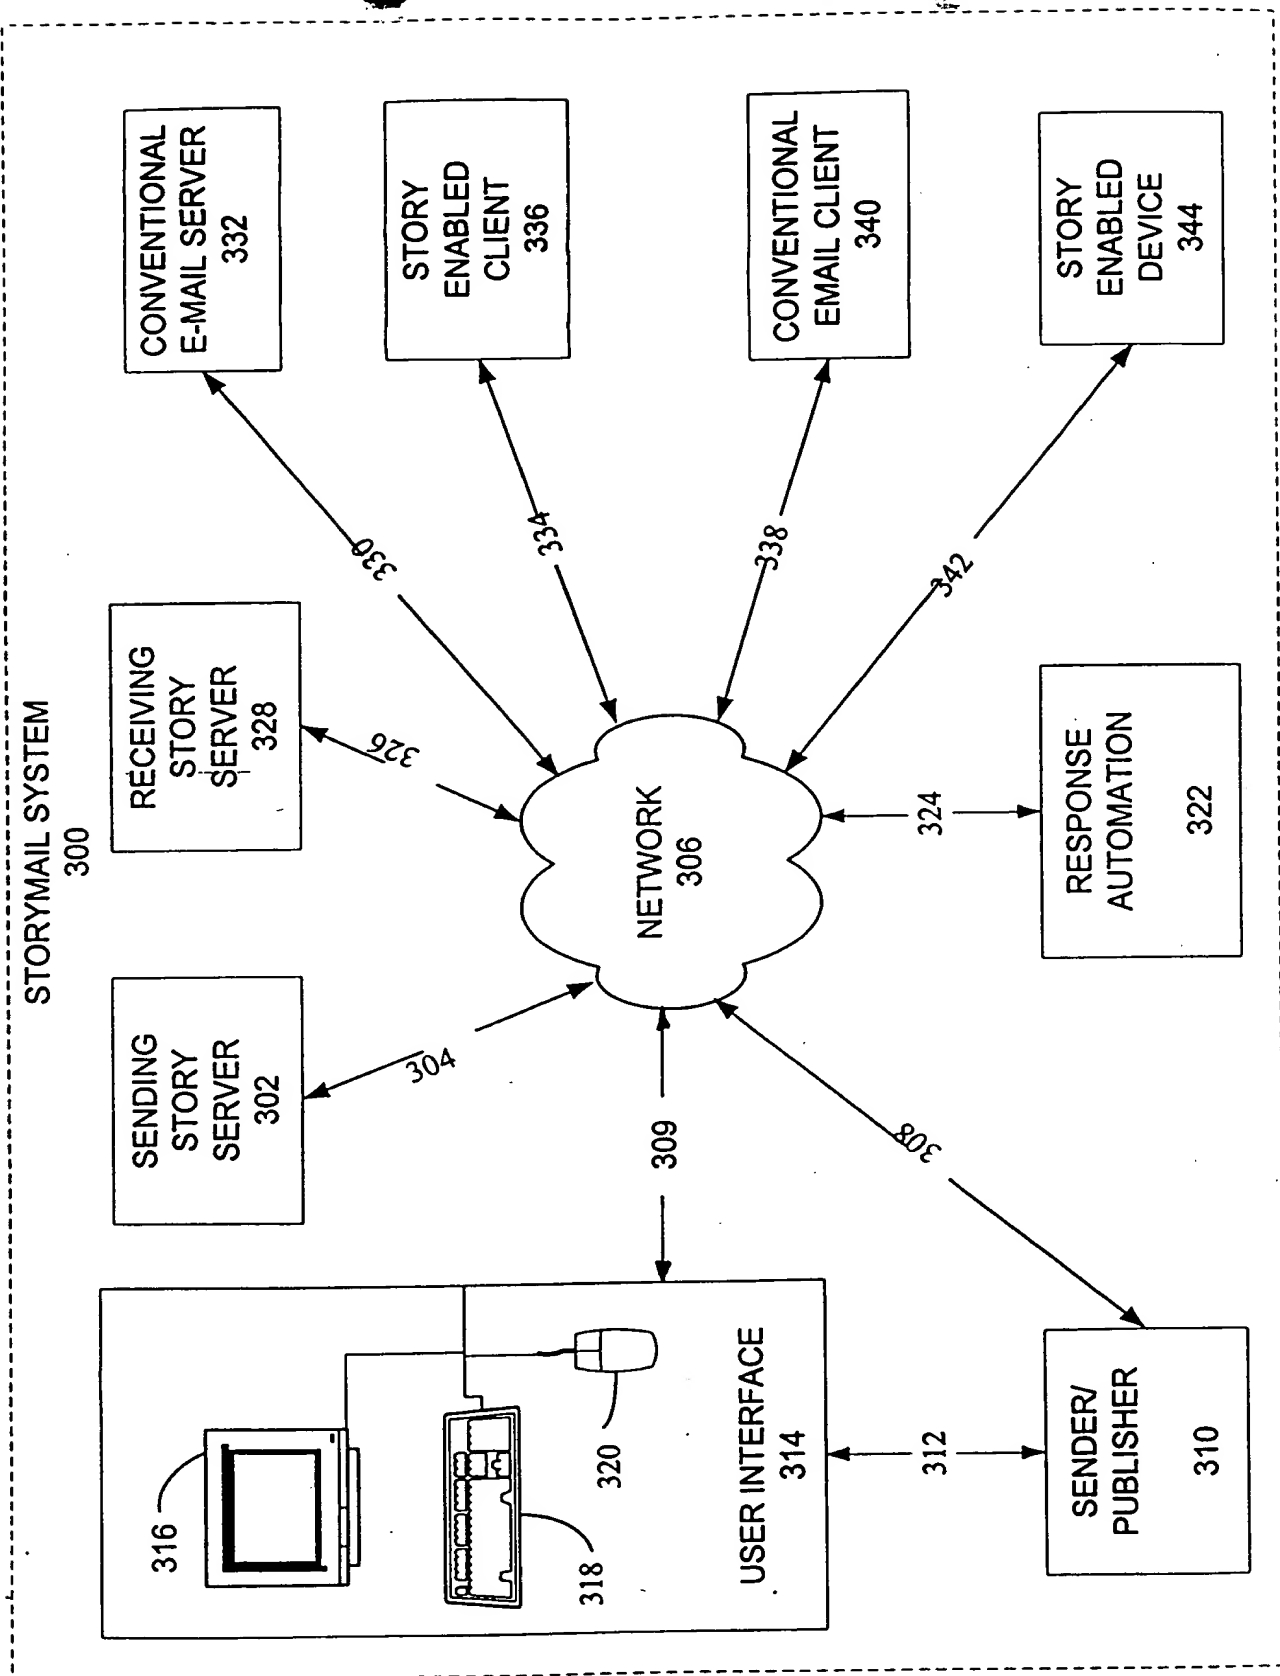 STORYMAIL SYSTEM
300
SENDING
STORY
SERVER
302
RECEIVING
STORY
SERVER
328
CONVENTIONAL
E-MAIL SERVER
332
STORY
ENABLED
CLIENT
336
CONVENTIONAL
EMAIL CLIENT
340
STORY
ENABLED
DEVICE
344
304
326
330
334
338
342
NETWORK
306
309
308
324
RESPONSE
AUTOMATION
322
316
318
320
USER INTERFACE
314
312
SENDER/
PUBLISHER
310